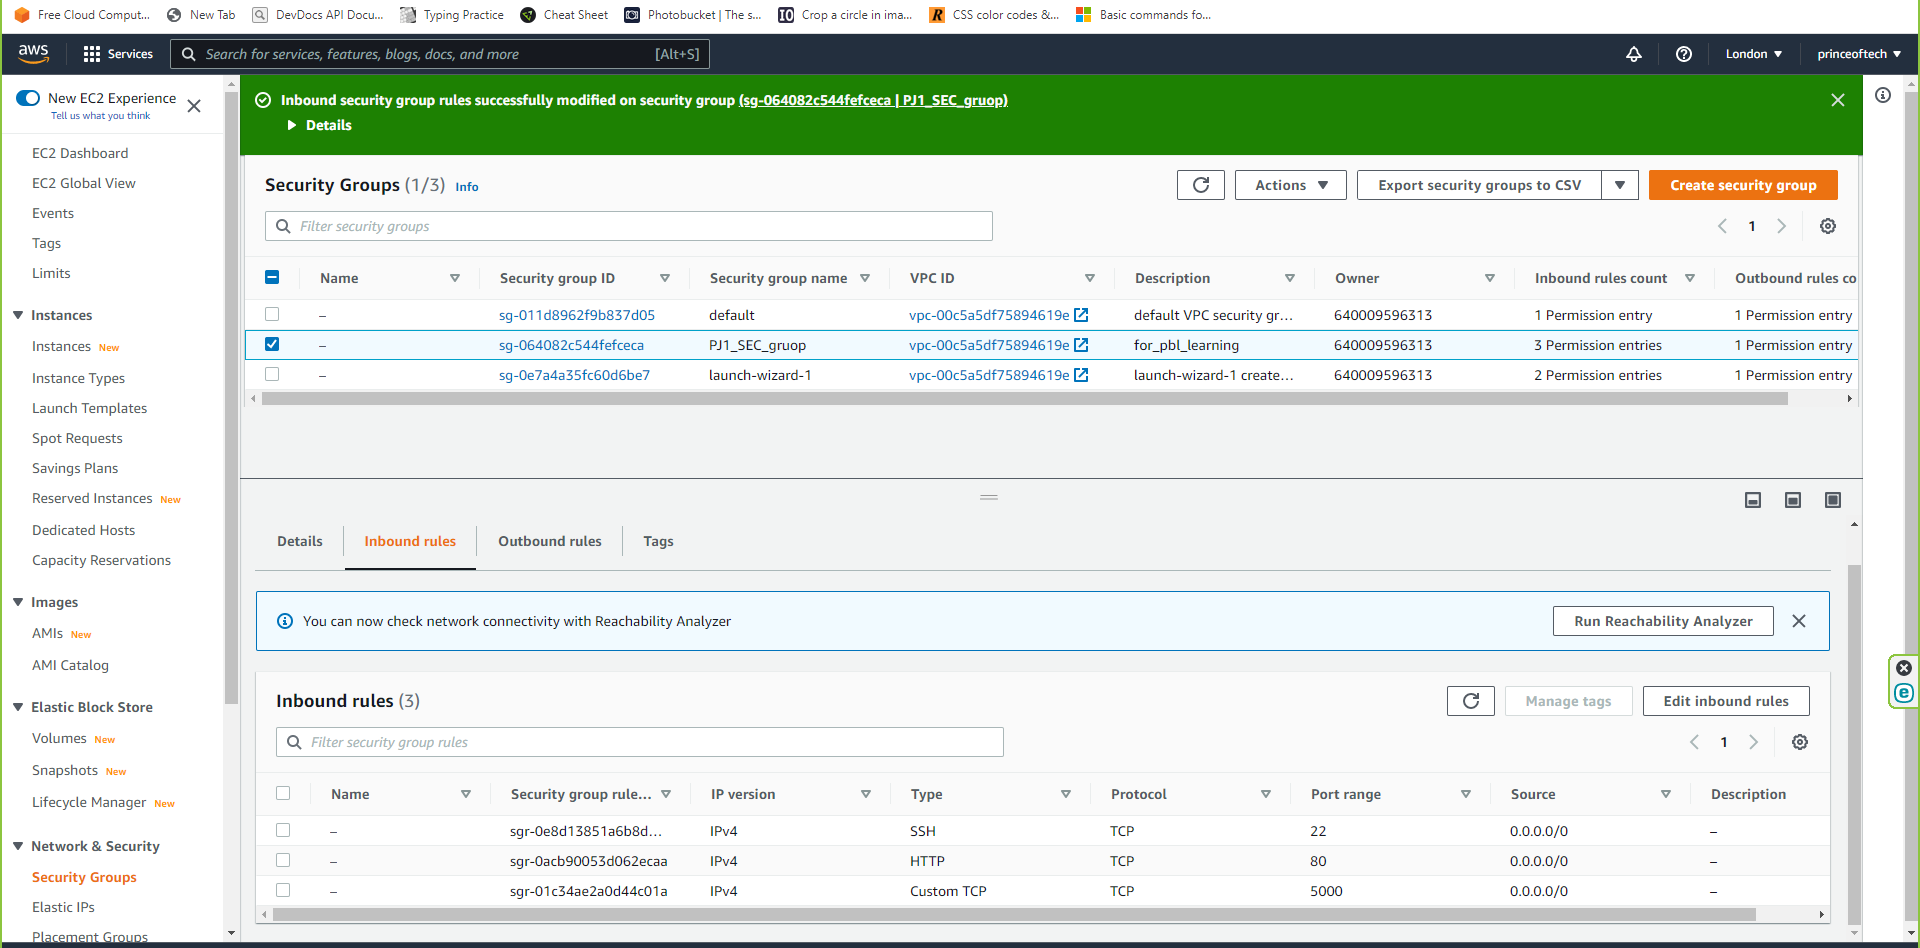 Free Cloud Comput... New Tab DevDocs API Docu... Typing Practice Cheat Sheet Photobucket | The s... Crop a circle in ima... CSS color codes &... Basic commands fo...
aws Services Search for services, features, blogs, docs, and more [Alt+S] London princeoftech
New EC2 Experience
Tell us what you think
EC2 Dashboard
EC2 Global View
Events
Tags
Limits
Instances
Instances New
Instance Types
Launch Templates
Spot Requests
Savings Plans
Reserved Instances New
Dedicated Hosts
Capacity Reservations
Images
AMIs New
AMI Catalog
Elastic Block Store
Volumes New
Snapshots New
Lifecycle Manager New
Network & Security
Security Groups
Elastic IPs
Placement Groups
Inbound security group rules successfully modified on security group (sg-064082c544fefceca | PJ1_SEC_gruop)
Details
Security Groups (1/3) Info Actions Export security groups to CSV Create security group
Filter security groups 1
Name Security group ID Security group name VPC ID Description Owner Inbound rules count Outbound rules co
– sg-011d8962f9b837d05 default vpc-00c5a5df75894619e default VPC security gr... 640009596313 1 Permission entry 1 Permission entry
– sg-064082c544fefceca PJ1_SEC_gruop vpc-00c5a5df75894619e for_pbl_learning 640009596313 3 Permission entries 1 Permission entry
– sg-0e7a4a35fc60d6be7 launch-wizard-1 vpc-00c5a5df75894619e launch-wizard-1 create... 640009596313 2 Permission entries 1 Permission entry
Details Inbound rules Outbound rules Tags
You can now check network connectivity with Reachability Analyzer Run Reachability Analyzer
Inbound rules (3) Manage tags Edit inbound rules
Filter security group rules 1
Name Security group rule... IP version Type Protocol Port range Source Description
– sgr-0e8d13851a6b8d... IPv4 SSH TCP 22 0.0.0.0/0 –
– sgr-0acb90053d062ecaa IPv4 HTTP TCP 80 0.0.0.0/0 –
– sgr-01c34ae2a0d44c01a IPv4 Custom TCP TCP 5000 0.0.0.0/0 –